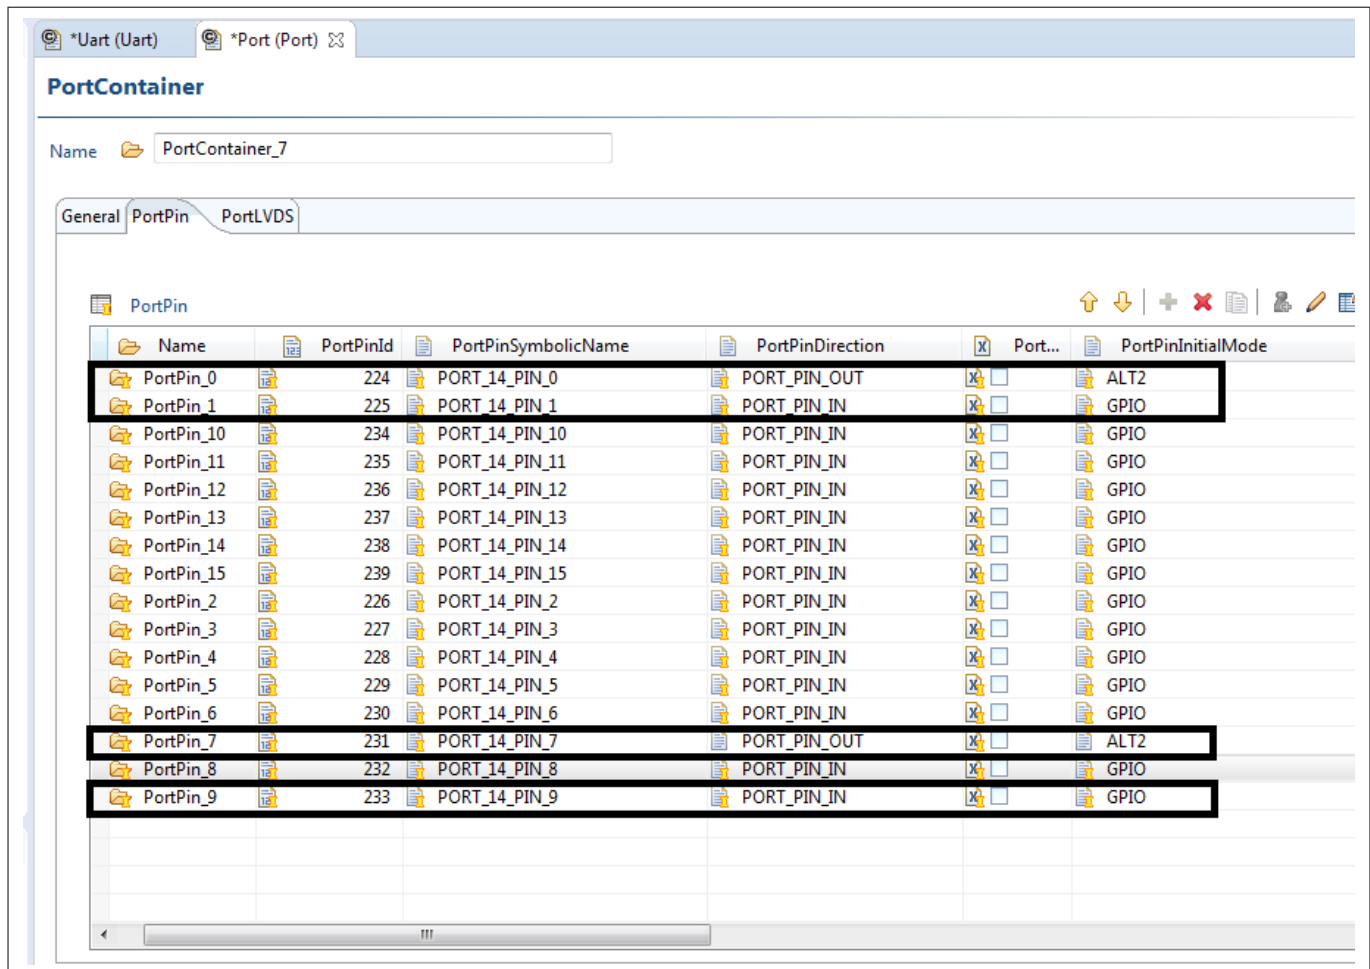 *Uart (Uart) *Port (Port)
PortContainer
Name PortContainer_7
General PortPin PortLVDS
PortPin
Name PortPinId PortPinSymbolicName PortPinDirection Port... PortPinInitialMode
PortPin_0 224 PORT_14_PIN_0 PORT_PIN_OUT ALT2
PortPin_1 225 PORT_14_PIN_1 PORT_PIN_IN GPIO
PortPin_10 234 PORT_14_PIN_10 PORT_PIN_IN GPIO
PortPin_11 235 PORT_14_PIN_11 PORT_PIN_IN GPIO
PortPin_12 236 PORT_14_PIN_12 PORT_PIN_IN GPIO
PortPin_13 237 PORT_14_PIN_13 PORT_PIN_IN GPIO
PortPin_14 238 PORT_14_PIN_14 PORT_PIN_IN GPIO
PortPin_15 239 PORT_14_PIN_15 PORT_PIN_IN GPIO
PortPin_2 226 PORT_14_PIN_2 PORT_PIN_IN GPIO
PortPin_3 227 PORT_14_PIN_3 PORT_PIN_IN GPIO
PortPin_4 228 PORT_14_PIN_4 PORT_PIN_IN GPIO
PortPin_5 229 PORT_14_PIN_5 PORT_PIN_IN GPIO
PortPin_6 230 PORT_14_PIN_6 PORT_PIN_IN GPIO
PortPin_7 231 PORT_14_PIN_7 PORT_PIN_OUT ALT2
PortPin_8 232 PORT_14_PIN_8 PORT_PIN_IN GPIO
PortPin_9 233 PORT_14_PIN_9 PORT_PIN_IN GPIO